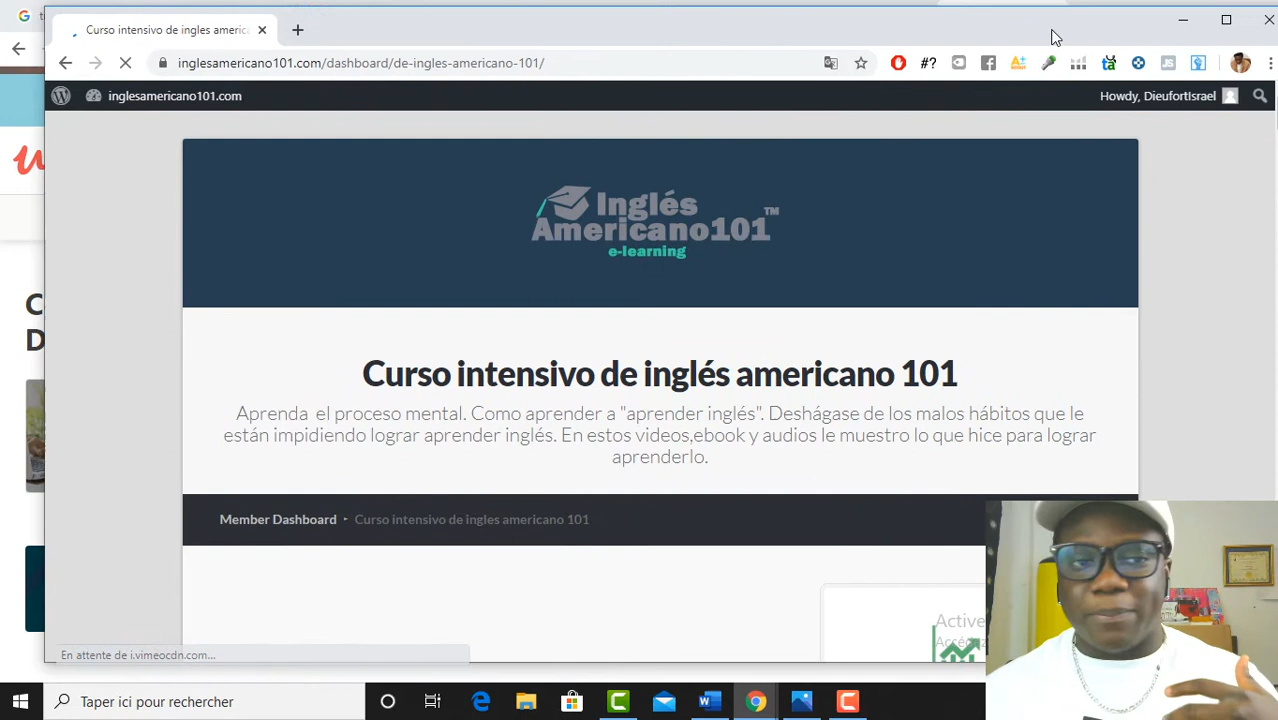 Curso intensivo de ingles americ
inglesamericano101.com/dashboard/de-ingles-americano-101/
#?
JS
inglesamericano101.com
Howdy, DieufortIsrael
Inglés
Americano101™
e-learning
Curso intensivo de inglés americano 101
Aprenda el proceso mental. Como aprender a "aprender inglés". Deshágase de los malos hábitos que le
están impidiendo lograr aprender inglés. En estos videos,ebook y audios le muestro lo que hice para lograr
aprenderlo.
Member Dashboard ‣ Curso intensivo de ingles americano 101
Active
En attente de i.vimeocdn.com...
Taper ici pour rechercher